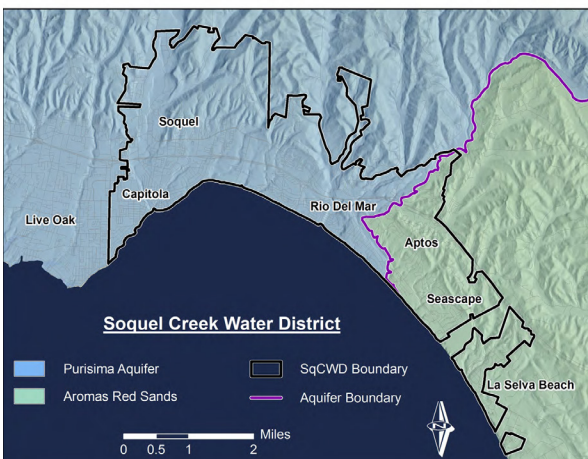 Soquel
Capitola
Live Oak
Rio Del Mar
Aptos
Seascape
La Selva Beach
Soquel Creek Water District
Purisima Aquifer
SqCWD Boundary
Aromas Red Sands
Aquifer Boundary
Miles
0 0.5 1 2
N